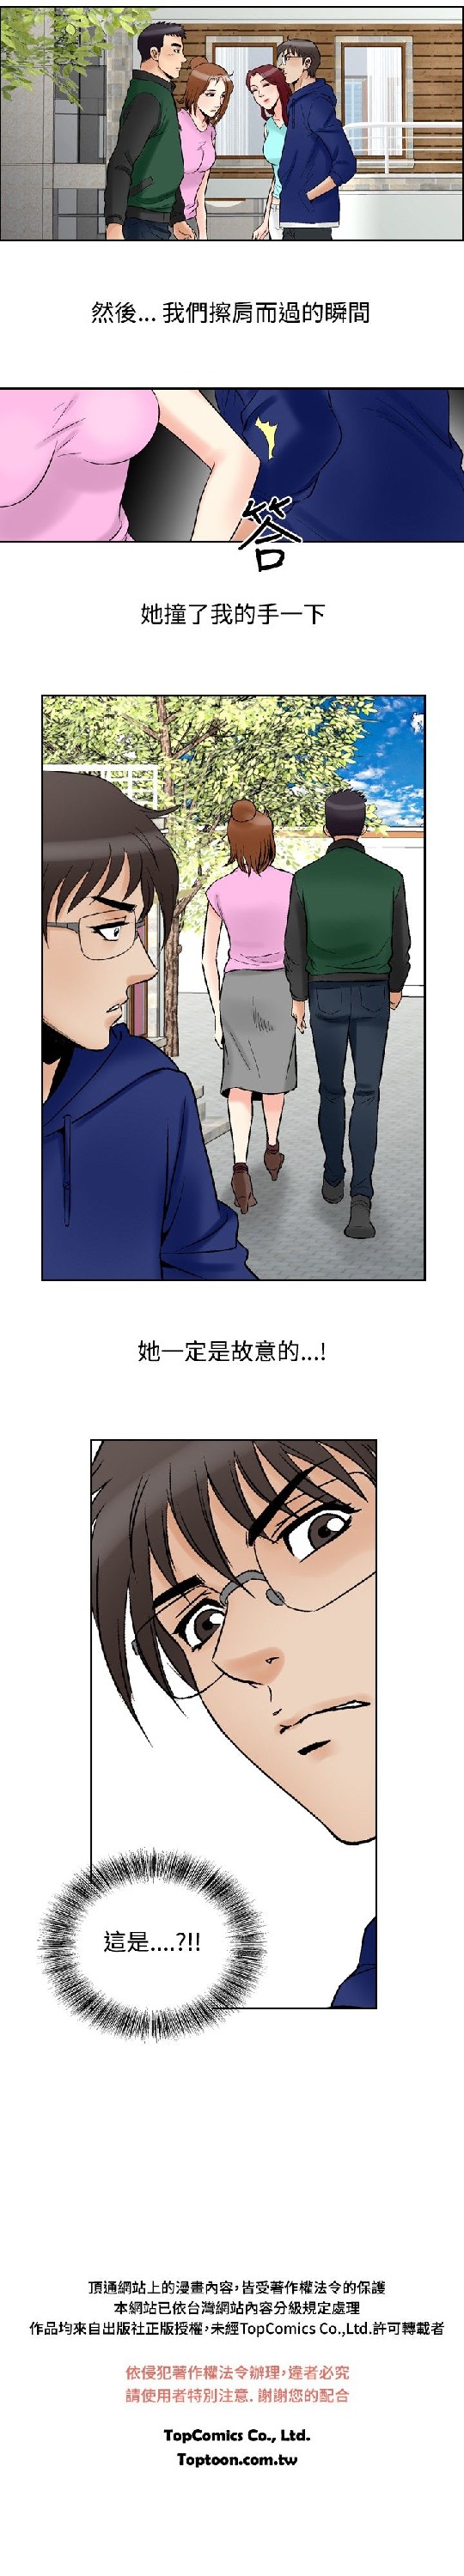 然後... 我們擦肩而過的瞬間
答
她撞了我的手一下
她一定是故意的...!
這是....?!!
頂通網站上的漫畫內容,皆受著作權法令的保護
本網站已依台灣網站內容分級規定處理
作品均來自出版社正版授權,未經TopComics Co.,Ltd.許可轉載者
依侵犯著作權法令辦理,違者必究
請使用者特別注意. 謝謝您的配合
TopComics Co., Ltd.
Toptoon.com.tw